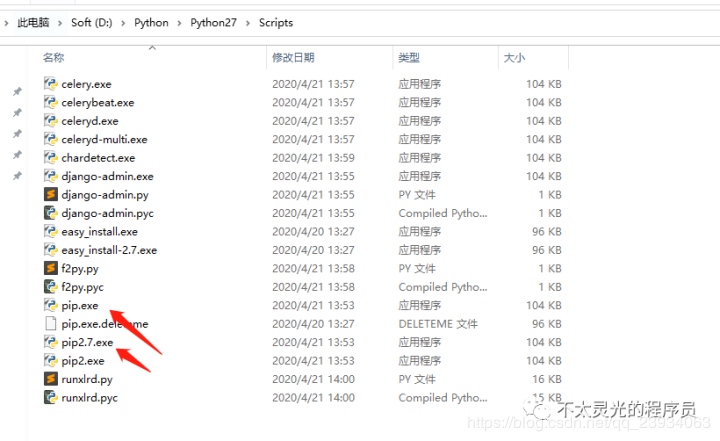 此电脑 > Soft (D:) > Python > Python27 > Scripts
名称 修改日期 类型 大小
celery.exe 2020/4/21 13:57 应用程序 104 KB
celerybeat.exe 2020/4/21 13:57 应用程序 104 KB
celeryd.exe 2020/4/21 13:57 应用程序 104 KB
celeryd-multi.exe 2020/4/21 13:57 应用程序 104 KB
chardetect.exe 2020/4/21 13:59 应用程序 104 KB
django-admin.exe 2020/4/21 13:55 应用程序 104 KB
django-admin.py 2020/4/21 13:55 PY 文件 1 KB
django-admin.pyc 2020/4/21 13:55 Compiled Pytho... 1 KB
easy_install.exe 2020/4/20 13:27 应用程序 96 KB
easy_install-2.7.exe 2020/4/20 13:27 应用程序 96 KB
f2py.py 2020/4/21 13:58 PY 文件 1 KB
f2py.pyc 2020/4/21 13:58 Compiled Pytho... 1 KB
pip.exe 2020/4/21 13:53 应用程序 104 KB
pip.exe.deleteme 2020/4/20 13:27 DELETEME 文件 96 KB
pip2.7.exe 2020/4/21 13:53 应用程序 104 KB
pip2.exe 2020/4/21 13:53 应用程序 104 KB
runxlrd.py 2020/4/21 14:00 PY 文件 16 KB
runxlrd.pyc 2020/4/21 14:00 Compiled Pytho... 15 KB
不太灵光的程序员
https://blog.csdn.net/qq_23934063